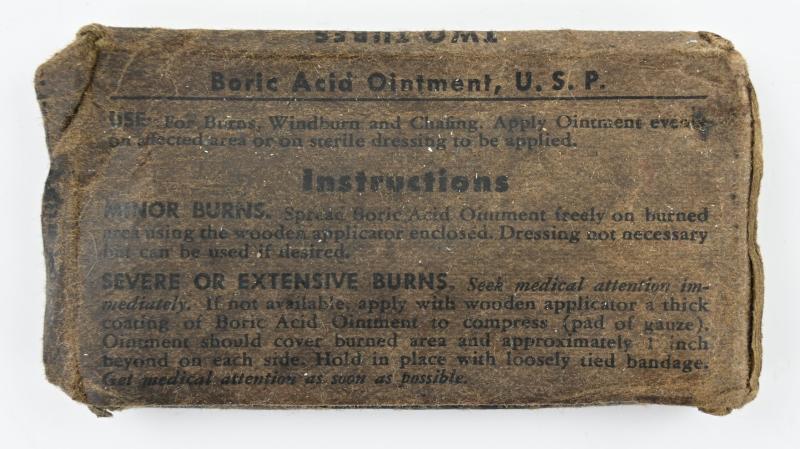 TWO TUBES
Boric Acid Ointment, U. S. P.
USE: For Burns, Windburn and Chafing. Apply Ointment evenly
on affected area or on sterile dressing to be applied.
Instructions
MINOR BURNS. Spread Boric Acid Ointment freely on burned
area using the wooden applicator enclosed. Dressing not necessary
but can be used if desired.
SEVERE OR EXTENSIVE BURNS. Seek medical attention im-
mediately. If not available, apply with wooden applicator a thick
coating of Boric Acid Ointment to compress (pad of gauze).
Ointment should cover burned area and approximately 1 inch
beyond on each side. Hold in place with loosely tied bandage.
Get medical attention as soon as possible.